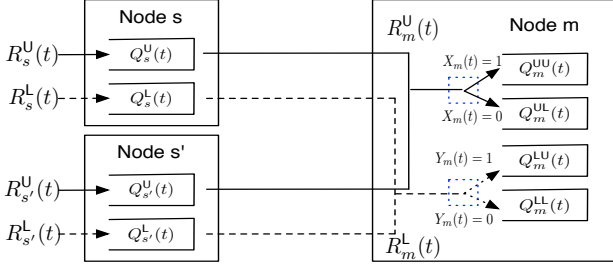 Node s
R_s^U(t)
Q_s^U(t)
R_s^L(t)
Q_s^L(t)
Node s'
R_{s'}^U(t)
Q_{s'}^U(t)
R_{s'}^L(t)
Q_{s'}^L(t)
R_m^U(t)
Node m
X_m(t) = 1
Q_m^{UU}(t)
Q_m^{UL}(t)
X_m(t) = 0
Y_m(t) = 1
Q_m^{LU}(t)
Q_m^{LL}(t)
Y_m(t) = 0
R_m^L(t)